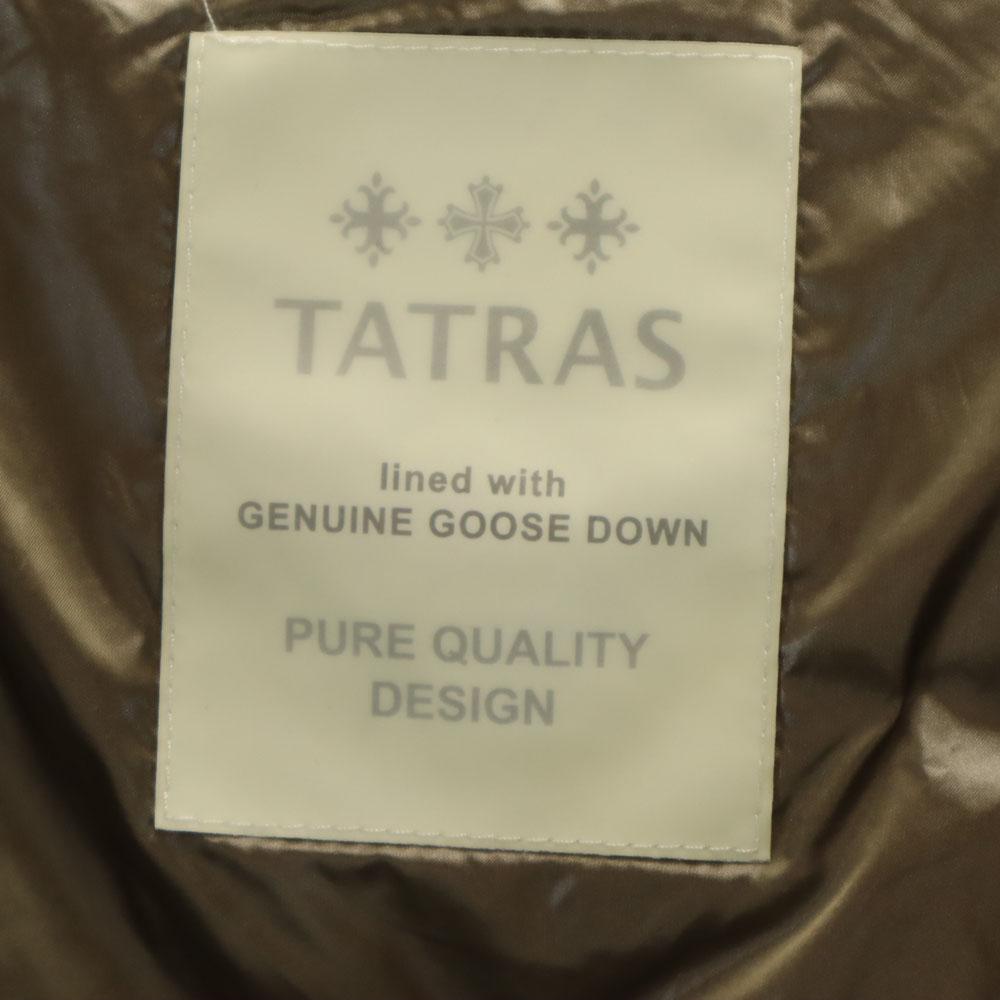 TATRAS
lined with
GENUINE GOOSE DOWN
PURE QUALITY
DESIGN